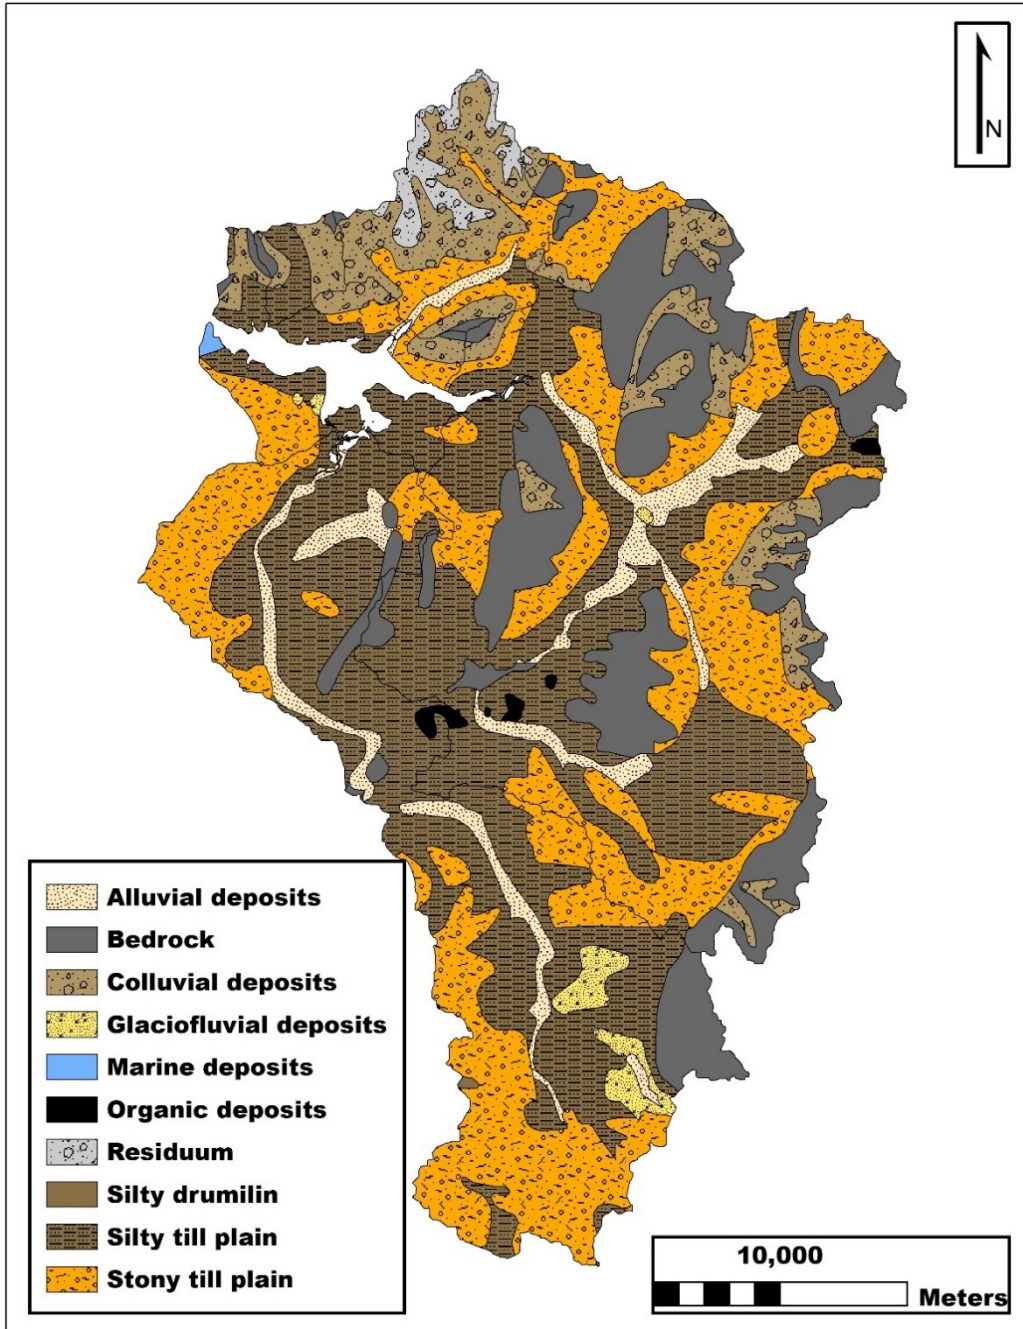 N
Alluvial deposits
Bedrock
Colluvial deposits
Glaciofluvial deposits
Marine deposits
Organic deposits
Residuum
Silty drumilin
Silty till plain
Stony till plain
10,000
Meters